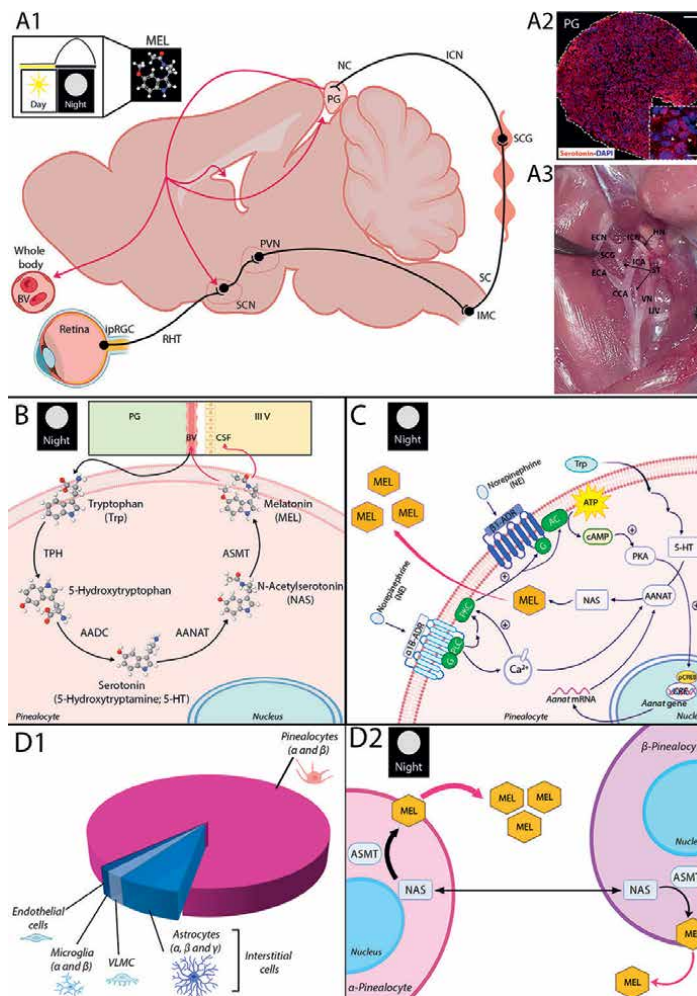 A1
MEL
Day
Night
NC
ICN
PG
SCG
PVN
SC
Whole
body
BV
SCN
IMC
Retina
ipRGC
RHT
A2
PG
Serotonin-DAPI
A3
ECN
ICN
HN
SCG
ICA
ST
ECA
CCA
VN
IJV
B
Night
PG
BV
CSF
III V
Tryptophan
(Trp)
Melatonin
(MEL)
TPH
ASMT
5-Hydroxytryptophan
N-Acetylserotonin
(NAS)
AADC
AANAT
Serotonin
(5-Hydroxytryptamine; 5-HT)
Pinealocyte
Nucleus
C
Night
MEL
MEL
MEL
Norepinephrine
(NE)
Trp
β1-ADR
AC
ATP
G
cAMP
PKA
5-HT
MEL
NAS
AANAT
PKC
Norepinephrine
(NE)
α1B-ADR
G
PLC
Ca2+
pCREB
CRE
Aanat mRNA
Aanat gene
Pinealocyte
Nucle
D1
Pinealocytes
(α and β)
Endothelial
cells
Microglia
(α and β)
VLMC
Astrocytes
(α, β and γ)
Interstitial
cells
D2
Night
β-Pinealocy
Nucle
MEL
MEL
MEL
MEL
ASMT
NAS
NAS
ASMT
Nucleus
α-Pinealocyte
ME
MEL